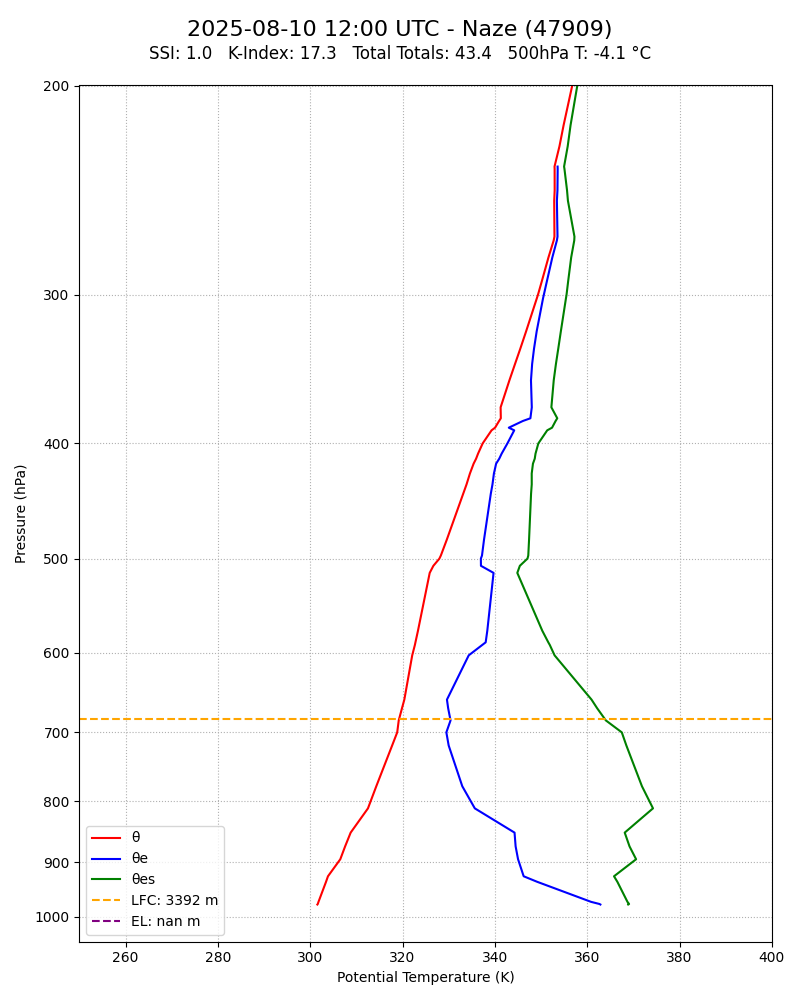 2025-08-10 12:00 UTC - Naze (47909)
SSI: 1.0 K-Index: 17.3 Total Totals: 43.4 500hPa T: -4.1 °C
200
300
400
500
600
700
800
900
1000
Pressure (hPa)
θ
θe
θes
LFC: 3392 m
EL: nan m
260 280 300 320 340 360 380 400
Potential Temperature (K)